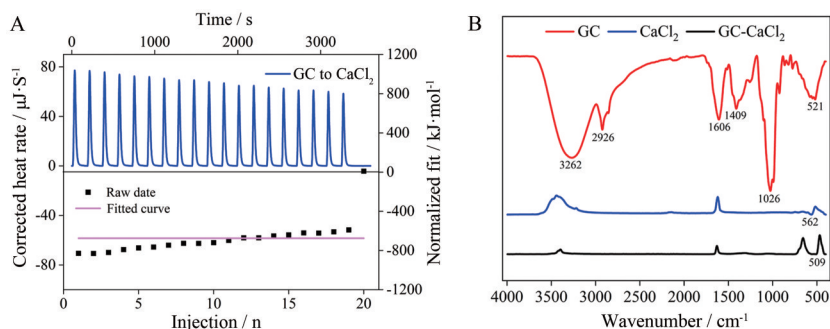 A
Time / s
0 1000 2000 3000
Corrected heat rate / μJ·S⁻¹
80
40
0
-40
-80
GC to CaCl₂
Raw date
Fitted curve
1200
800
400
0
-400
-800
-1200
Normalized fit / kJ·mol⁻¹
0 5 10 15 20
Injection / n
B
GC CaCl₂ GC-CaCl₂
3262
2926
1606
1409
1026
521
562
509
4000 3500 3000 2500 2000 1500 1000 500
Wavenumber / cm⁻¹